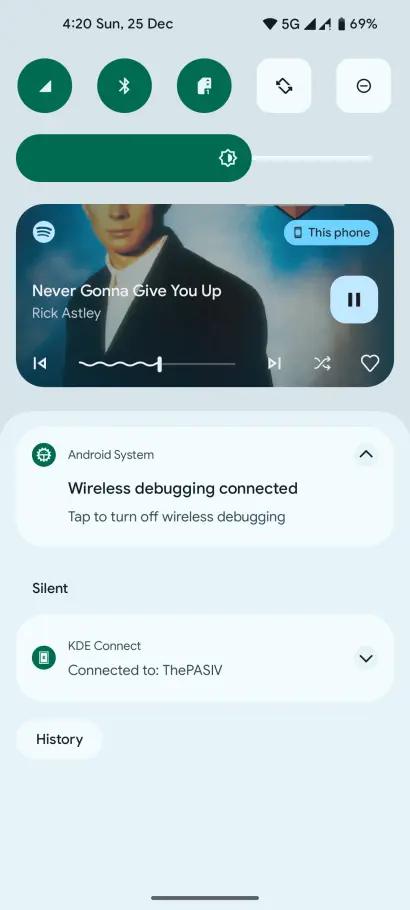 4:20 Sun, 25 Dec
5G
69%
This phone
Never Gonna Give You Up
Rick Astley
Android System
Wireless debugging connected
Tap to turn off wireless debugging
Silent
KDE Connect
Connected to: ThePASIV
History